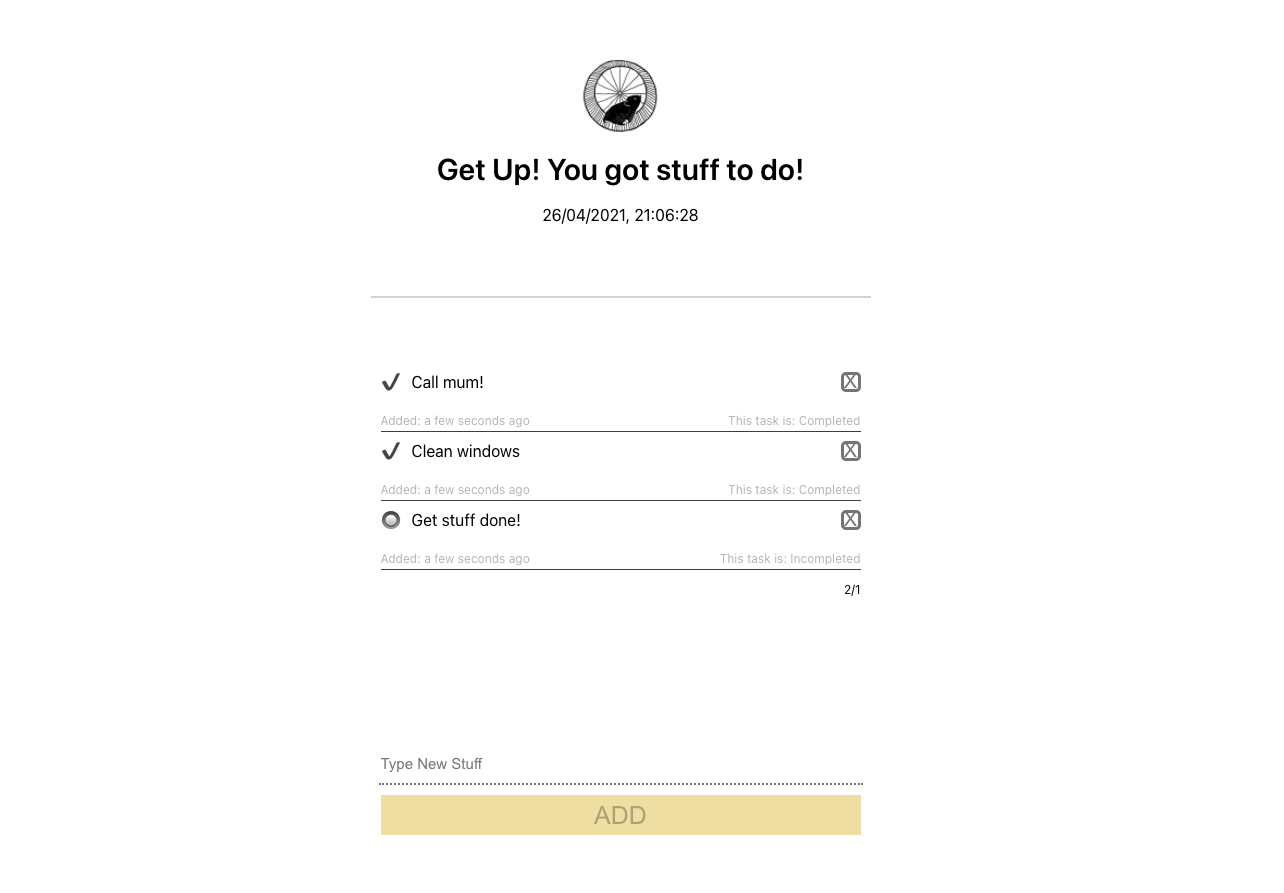 Get Up! You got stuff to do!
26/04/2021, 21:06:28
Call mum!
Added: a few seconds ago This task is: Completed
Clean windows
Added: a few seconds ago This task is: Completed
Get stuff done!
Added: a few seconds ago This task is: Incompleted
2/1
Type New Stuff
ADD